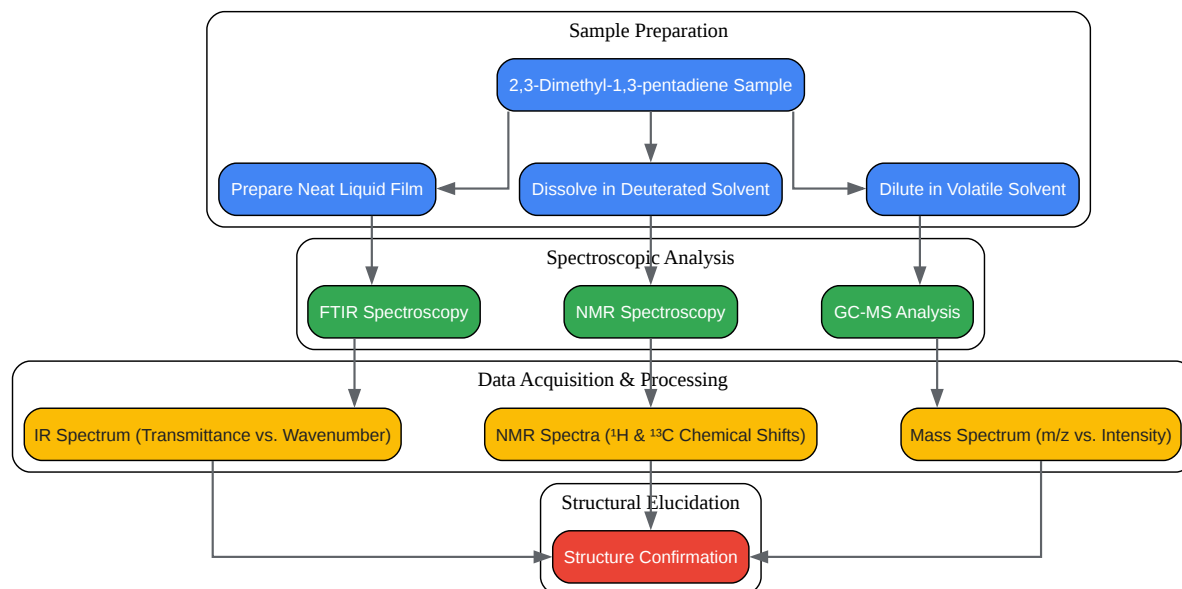 Sample Preparation
2,3-Dimethyl-1,3-pentadiene Sample
Prepare Neat Liquid Film
Dissolve in Deuterated Solvent
Dilute in Volatile Solvent
Spectroscopic Analysis
FTIR Spectroscopy
NMR Spectroscopy
GC-MS Analysis
Data Acquisition & Processing
IR Spectrum (Transmittance vs. Wavenumber)
NMR Spectra (¹H & ¹³C Chemical Shifts)
Mass Spectrum (m/z vs. Intensity)
Structural Elucidation
Structure Confirmation